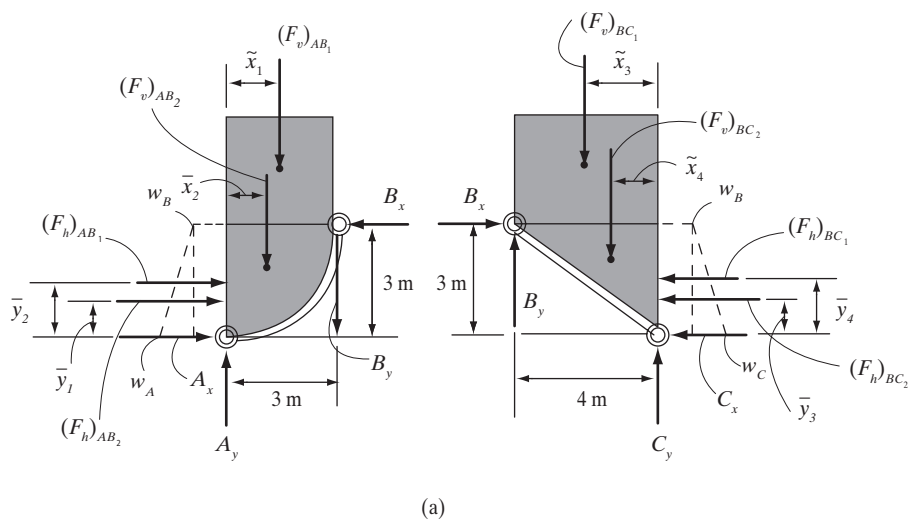 (F_v)_{AB_1}
x̃_1
(F_v)_{AB_2}
x̄_2
w_B
B_x
(F_h)_{AB_1}
3 m
ȳ_2
ȳ_1
w_A
A_x
B_y
(F_h)_{AB_2}
3 m
A_y
(F_v)_{BC_1}
x̃_3
(F_v)_{BC_2}
x̃_4
B_x
w_B
(F_h)_{BC_1}
3 m
B_y
ȳ_4
w_C
(F_h)_{BC_2}
4 m
C_x
ȳ_3
C_y
(a)